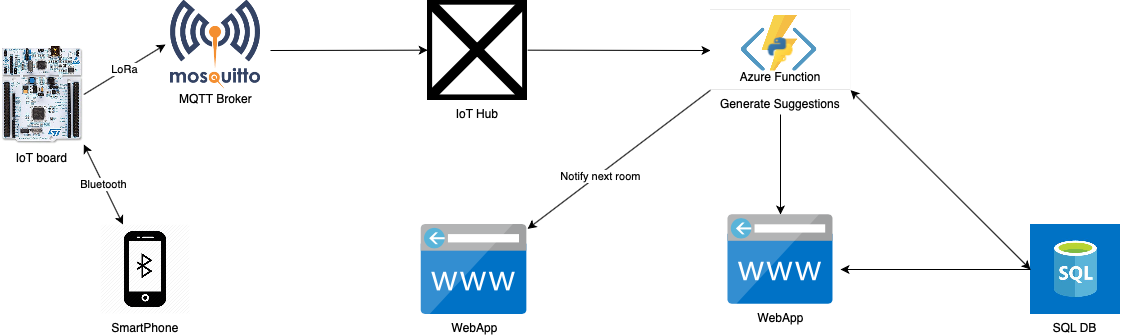 LoRa
mosquitto
MQTT Broker
IoT Hub
Azure Function
Generate Suggestions
IoT board
Bluetooth
Notify next room
WWW
WWW
SQL
SmartPhone
WebApp
WebApp
SQL DB